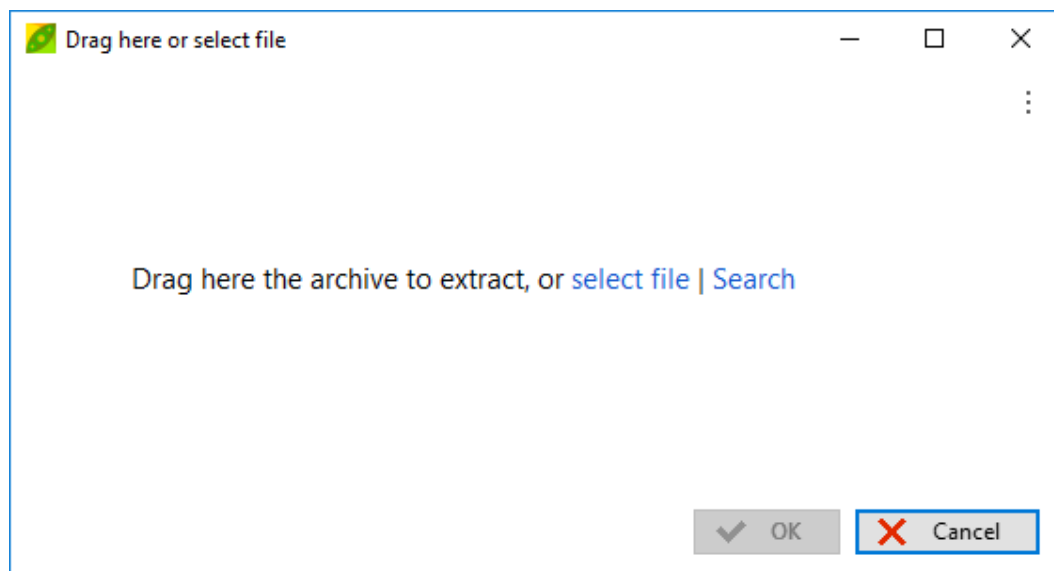 Drag here or select file
Drag here the archive to extract, or select file | Search
OK
Cancel